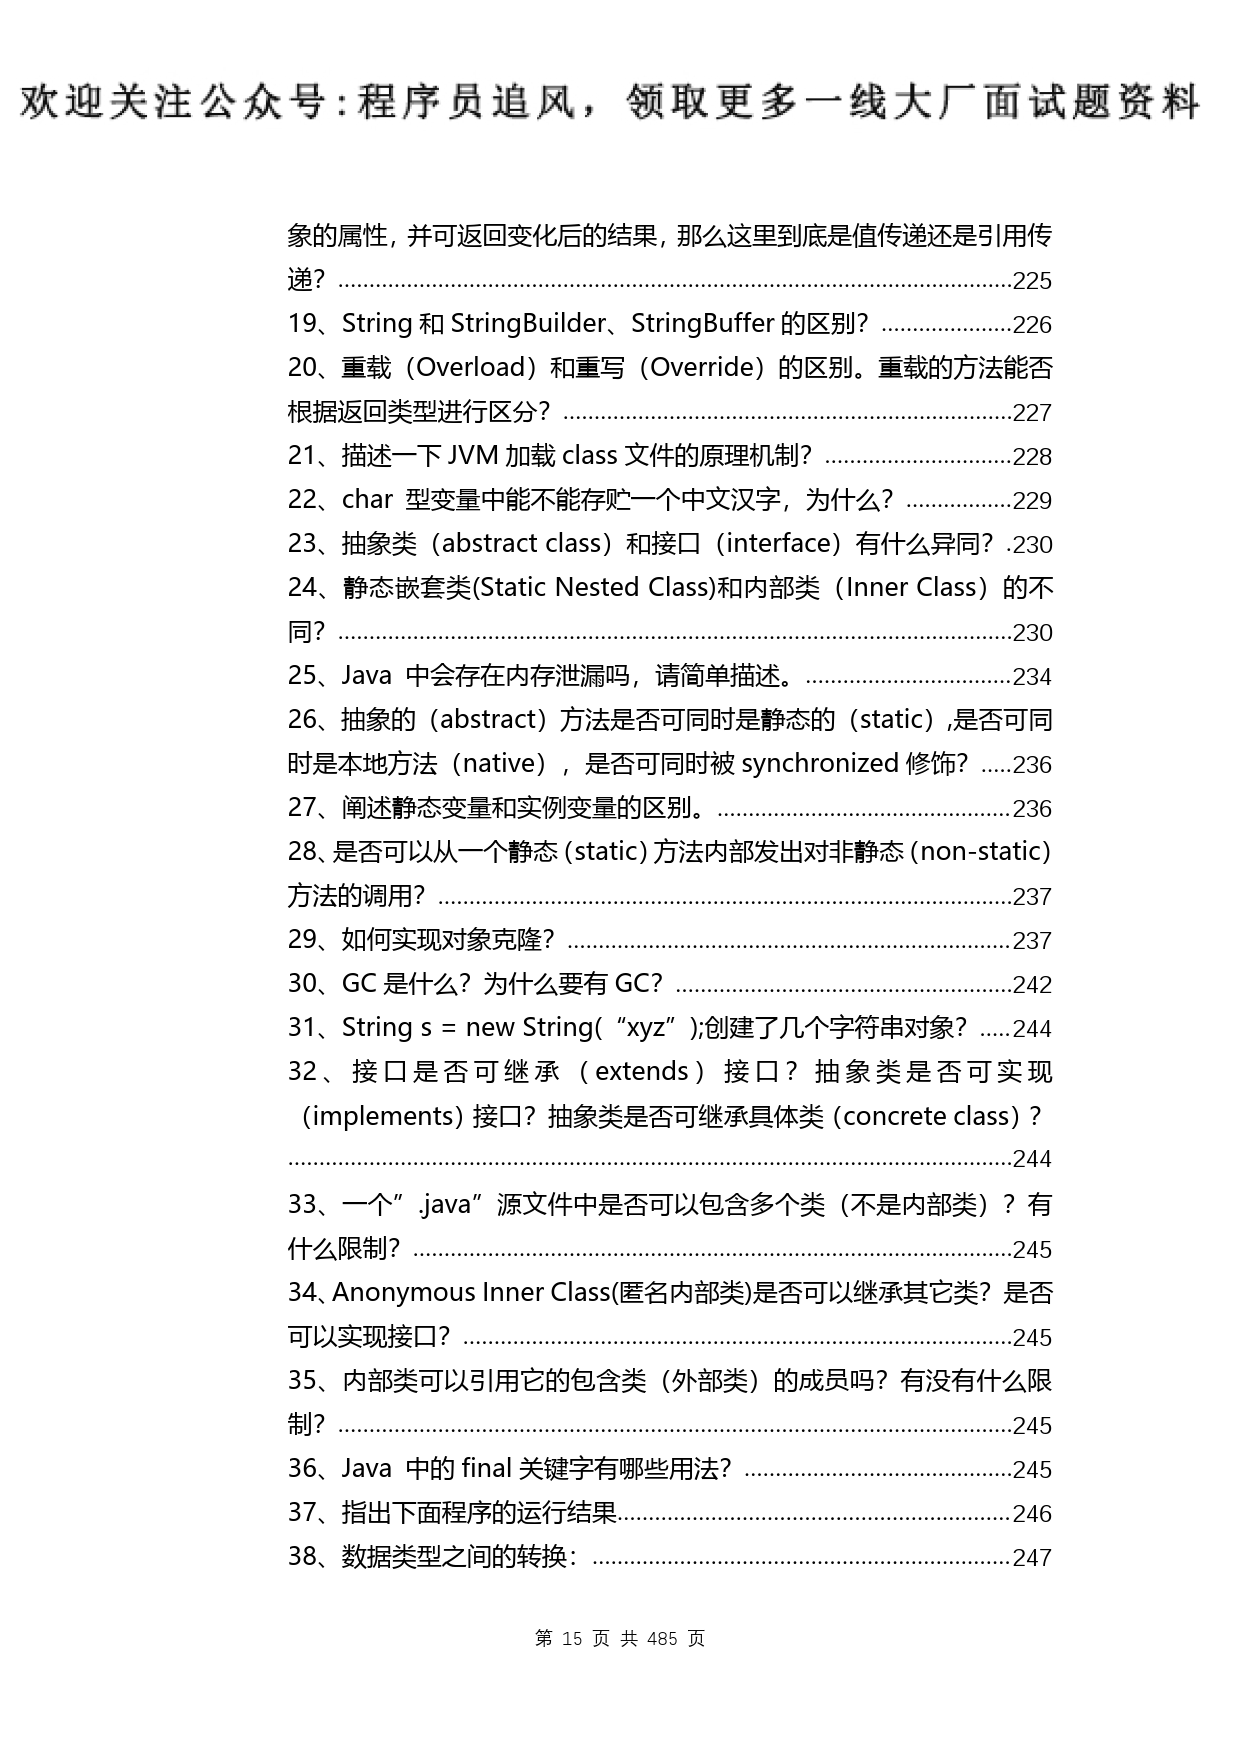 欢迎关注公众号:程序员追风，领取更多一线大厂面试题资料
象的属性，并可返回变化后的结果，那么这里到底是值传递还是引用传
递？..........225
19、String 和 StringBuilder、StringBuffer 的区别？..........226
20、重载（Overload）和重写（Override）的区别。重载的方法能否
根据返回类型进行区分？..........227
21、描述一下 JVM 加载 class 文件的原理机制？..........228
22、char 型变量中能不能存贮一个中文汉字，为什么？..........229
23、抽象类（abstract class）和接口（interface）有什么异同？.230
24、静态嵌套类(Static Nested Class)和内部类（Inner Class）的不
同？..........230
25、Java 中会存在内存泄漏吗，请简单描述。..........234
26、抽象的（abstract）方法是否可同时是静态的（static）,是否可同
时是本地方法（native），是否可同时被 synchronized 修饰？.....236
27、阐述静态变量和实例变量的区别。..........236
28、是否可以从一个静态（static）方法内部发出对非静态（non-static）
方法的调用？..........237
29、如何实现对象克隆？..........237
30、GC 是什么？为什么要有 GC？..........242
31、String s = new String(“xyz”);创建了几个字符串对象？.....244
32、接口是否可继承（extends）接口？抽象类是否可实现
（implements）接口？抽象类是否可继承具体类（concrete class）？
..........244
33、一个”.java”源文件中是否可以包含多个类（不是内部类）？有
什么限制？..........245
34、Anonymous Inner Class(匿名内部类)是否可以继承其它类？是否
可以实现接口？..........245
35、内部类可以引用它的包含类（外部类）的成员吗？有没有什么限
制？..........245
36、Java 中的 final 关键字有哪些用法？..........245
37、指出下面程序的运行结果..........246
38、数据类型之间的转换：..........247
第 15 页 共 485 页